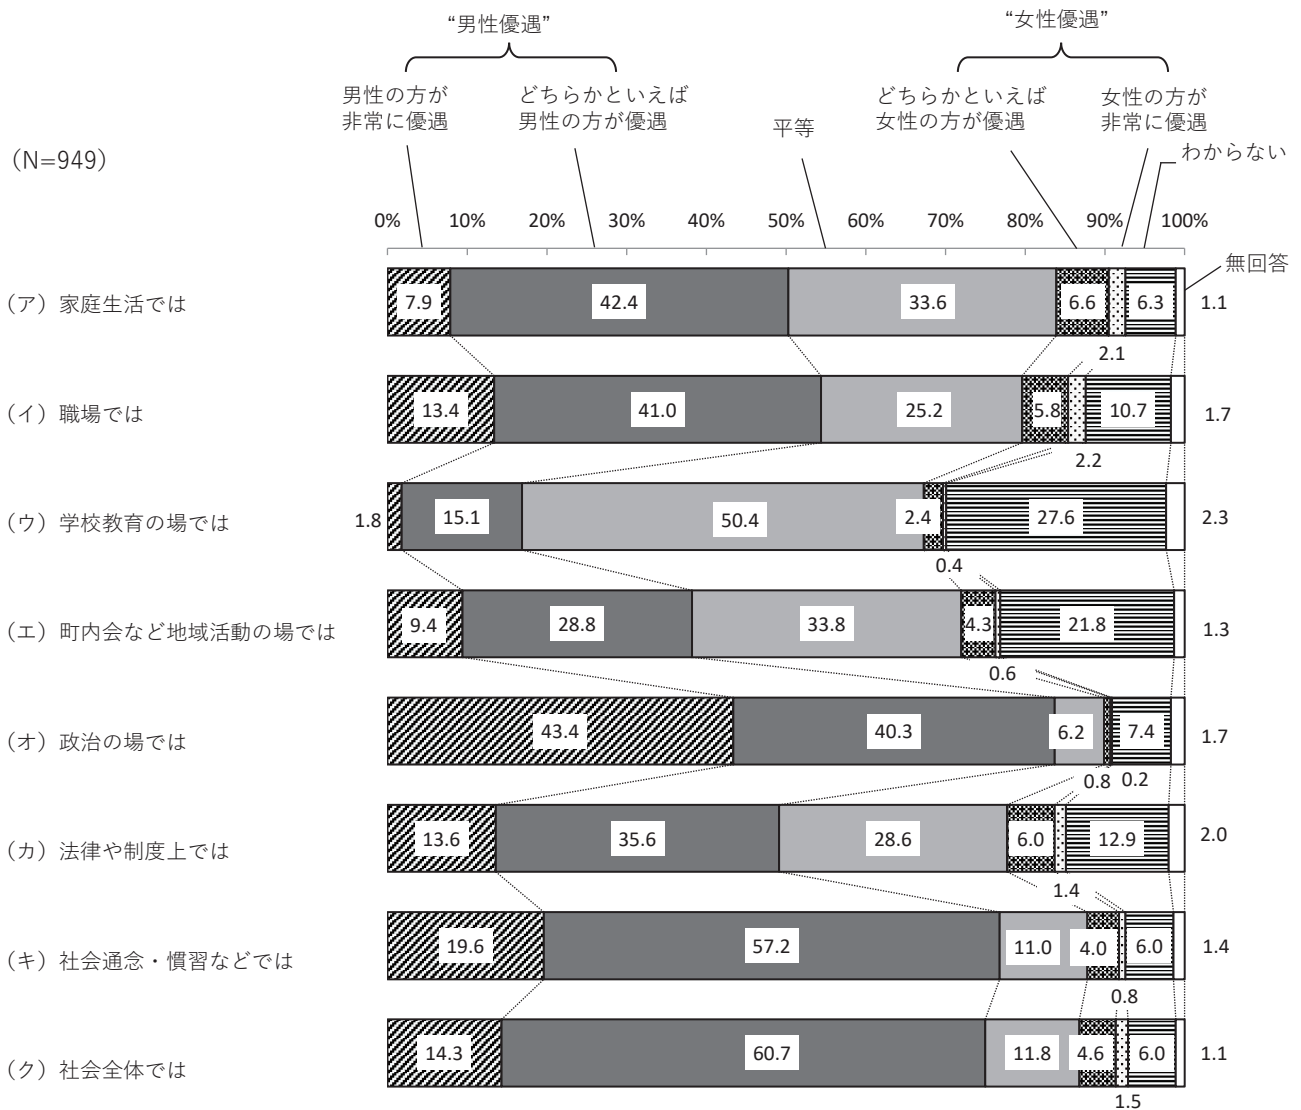 “男性優遇”
“女性優遇”
男性の方が
非常に優遇
どちらかといえば
男性の方が優遇
平等
どちらかといえば
女性の方が優遇
女性の方が
非常に優遇
わからない
(N=949)
0% 10% 20% 30% 40% 50% 60% 70% 80% 90% 100%
無回答
(ア)家庭生活では 7.9 42.4 33.6 6.6 6.3 1.1
2.1
(イ)職場では 13.4 41.0 25.2 5.8 10.7 1.7
2.2
(ウ)学校教育の場では 1.8 15.1 50.4 2.4 27.6 2.3
0.4
(エ)町内会など地域活動の場では 9.4 28.8 33.8 4.3 21.8 1.3
0.6
(オ)政治の場では 43.4 40.3 6.2 7.4 1.7
0.8 0.2
(カ)法律や制度上では 13.6 35.6 28.6 6.0 12.9 2.0
1.4
(キ)社会通念・慣習などでは 19.6 57.2 11.0 4.0 6.0 1.4
0.8
(ク)社会全体では 14.3 60.7 11.8 4.6 6.0 1.1
1.5